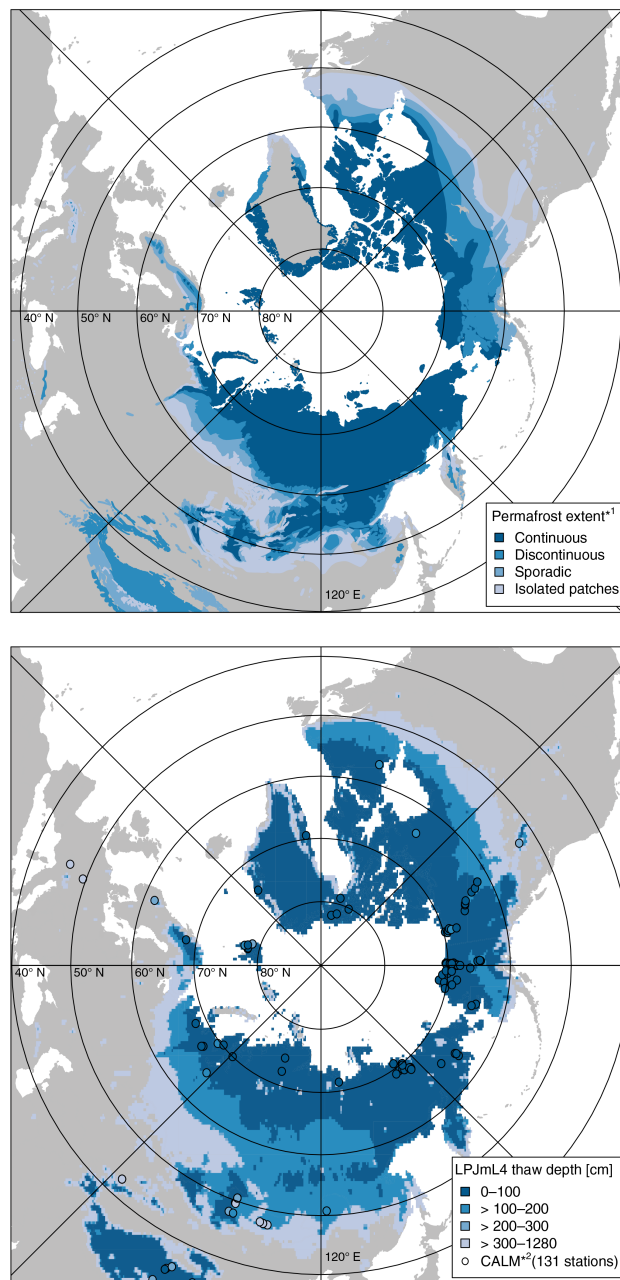 40° N 50° N 60° N 70° N 80° N
Permafrost extent*1
Continuous
Discontinuous
Sporadic
Isolated patches
120° E
40° N 50° N 60° N 70° N 80° N
LPJmL4 thaw depth [cm]
0–100
> 100–200
> 200–300
> 300–1280
CALM*2(131 stations)
120° E